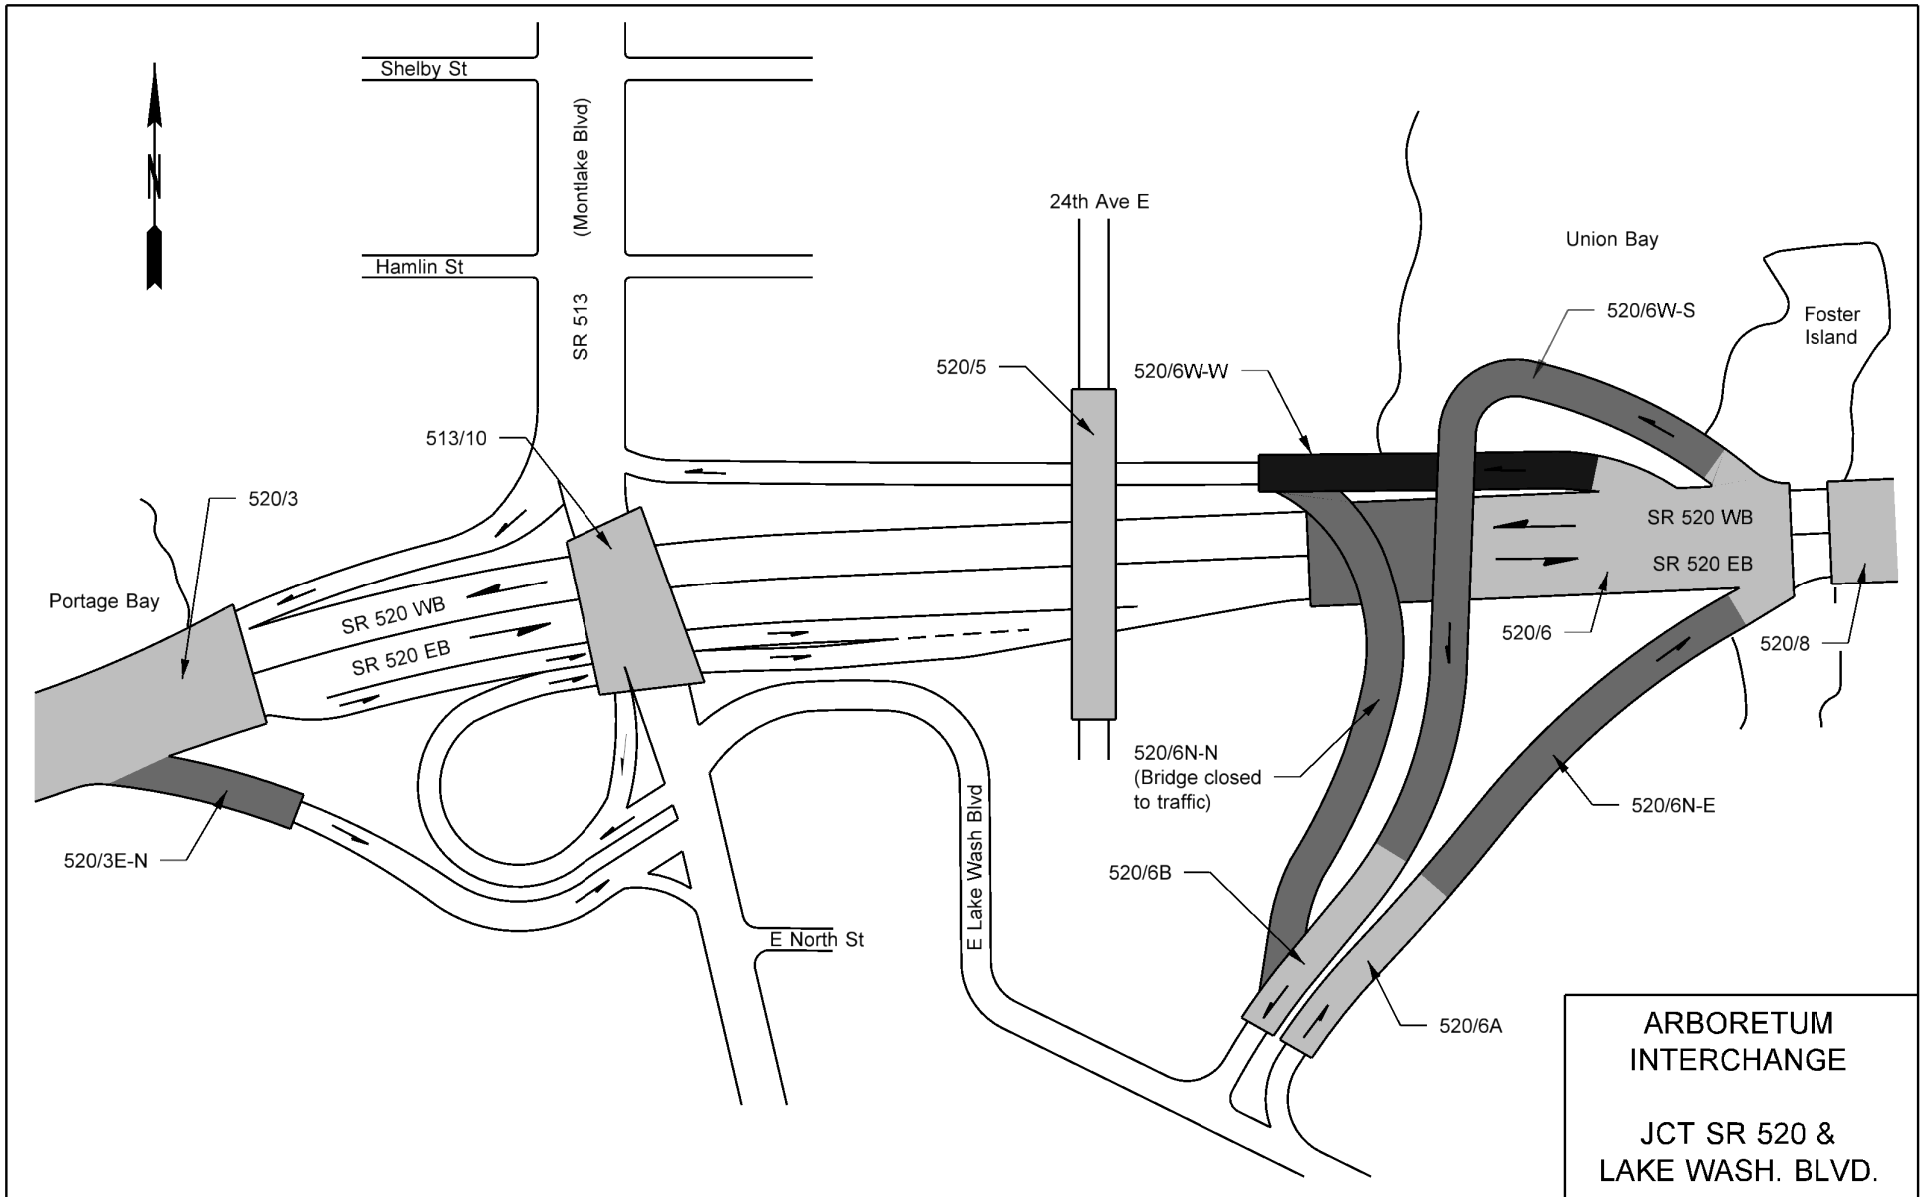 Shelby St
(Montlake Blvd)
N
24th Ave E
Union Bay
Hamlin St
SR 513
520/6W-S
Foster
Island
520/5
520/6W-W
513/10
520/3
SR 520 WB
SR 520 EB
Portage Bay
SR 520 WB
SR 520 EB
520/6
520/8
520/6N-N
(Bridge closed
to traffic)
520/6N-E
E Lake Wash Blvd
520/3E-N
520/6B
E North St
520/6A
ARBORETUM
INTERCHANGE
JCT SR 520 &
LAKE WASH. BLVD.